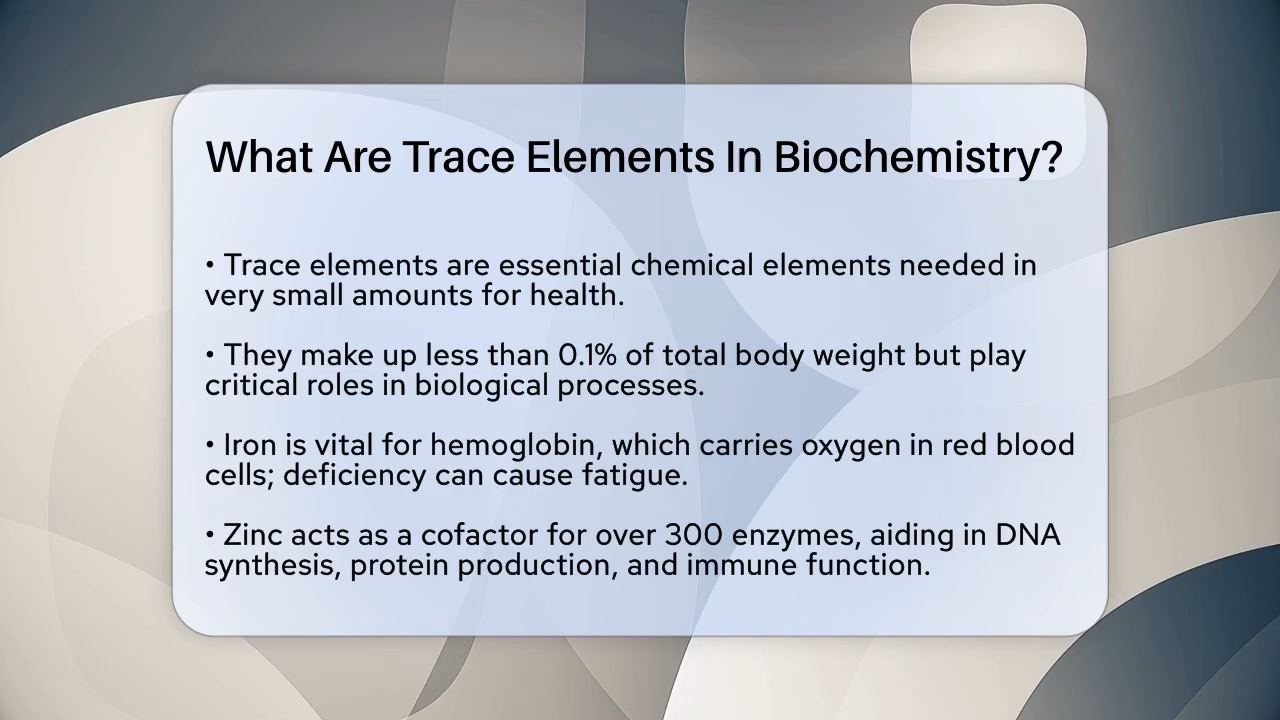 What Are Trace Elements In Biochemistry?
• Trace elements are essential chemical elements needed in
very small amounts for health.
• They make up less than 0.1% of total body weight but play
critical roles in biological processes.
• Iron is vital for hemoglobin, which carries oxygen in red blood
cells; deficiency can cause fatigue.
• Zinc acts as a cofactor for over 300 enzymes, aiding in DNA
synthesis, protein production, and immune function.